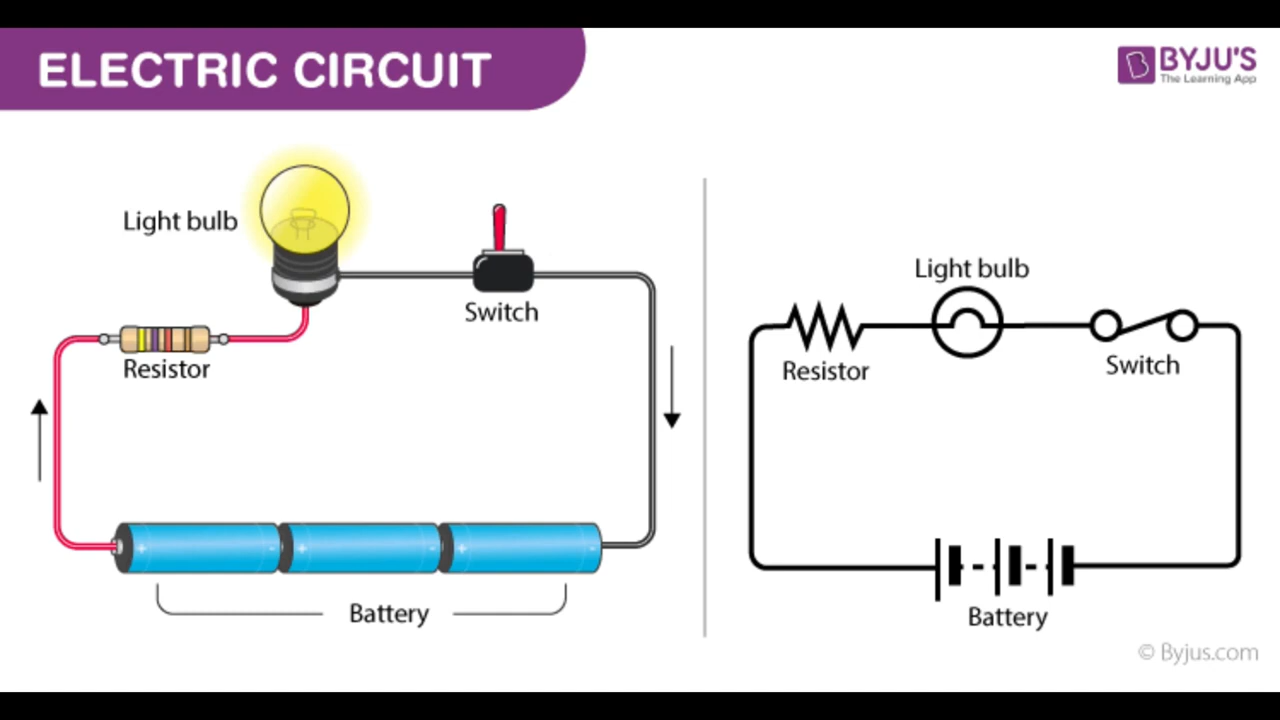 ELECTRIC CIRCUIT
BYJU'S
The Learning App
Light bulb
Switch
Resistor
+ - + - + -
Battery
Light bulb
Resistor
Switch
Battery
© Byjus.com